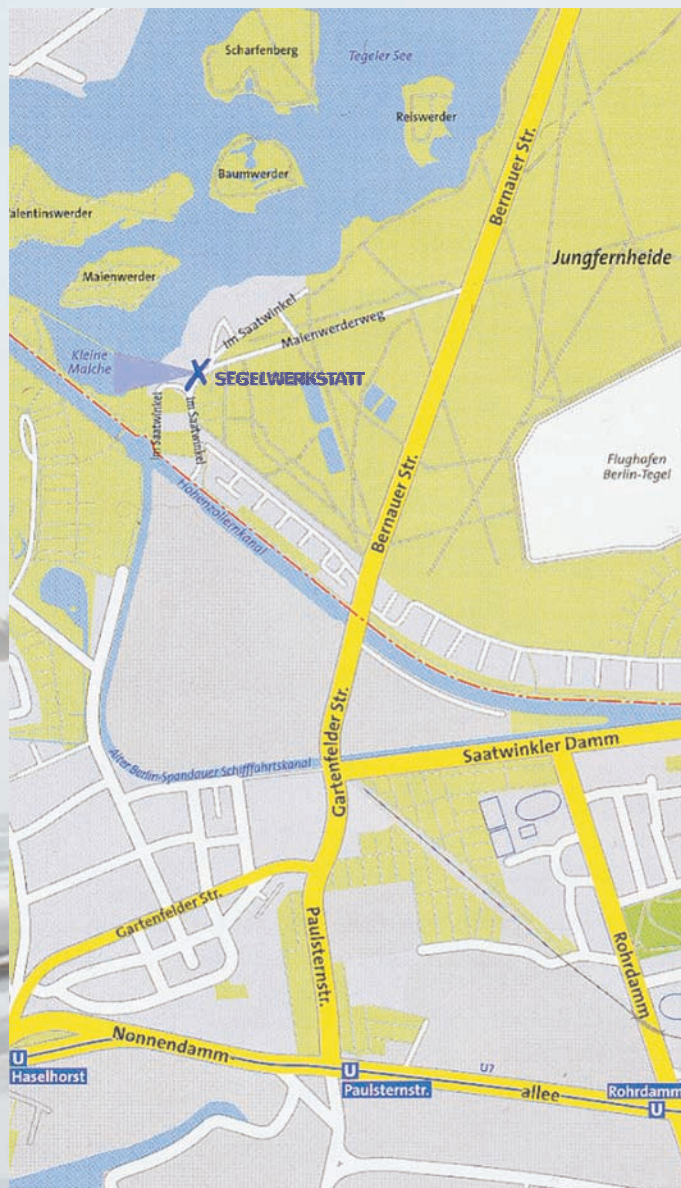 Scharfenberg
Tegeler See
Reiswerder
Bernauer Str.
Baumwerder
alentinswerder
Jungfernheide
Maienwerder
Im Saatwinkel
Maienwerderweg
Kleine
Malche
X SEGELWERKSTATT
Im Saatwinkel
Im Saatwinkel
Flughafen
Berlin-Tegel
Bernauer Str.
Hohenzollernkanal
Gartenfelder Str.
Saatwinkler Damm
Alter Berlin-Spandauer Schifffahrtskanal
Gartenfelder Str.
Paulsternstr.
Rohrdamm
Nonnendamm
allee
U7
U
Haselhorst
U
Paulsternstr.
Rohrdamm
U